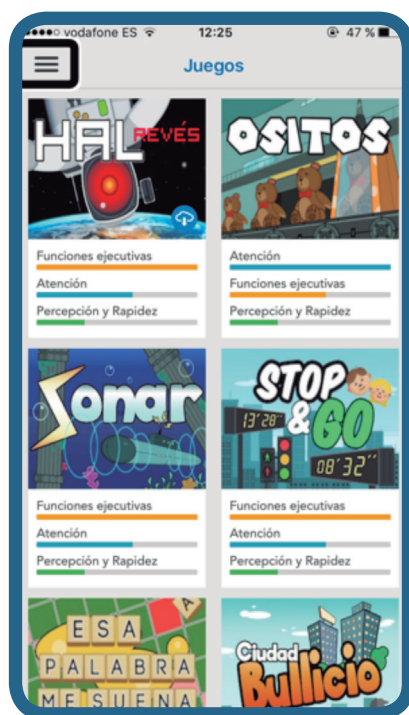 vodafone ES 12:25 47 %
Juegos
HAL REVÉS
OSITOS
Funciones ejecutivas
Atención
Percepción y Rapidez
Atención
Funciones ejecutivas
Percepción y Rapidez
Sonar
STOP
& GO
13'28"
08'32"
Funciones ejecutivas
Atención
Percepción y Rapidez
Funciones ejecutivas
Atención
Percepción y Rapidez
ESA
PALABRA
ME SUENA
Ciudad
Bullicio